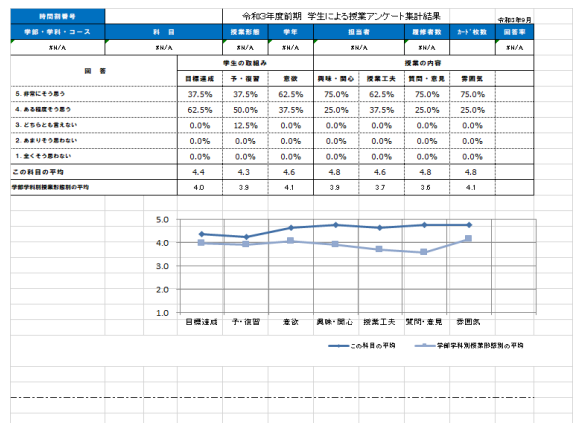 時間割番号 令和3年度前期 学生による授業アンケート集計結果 令和3年9月
学部・学科・コース 科 目 授業形態 学年 担当者 履修者数 カード枚数 回答率
#N/A #N/A #N/A #N/A #N/A #N/A #N/A #N/A
回 答 学生の取組み 授業の内容
目標達成 予・復習 意欲 興味・関心 授業工夫 質問・意見 雰囲気
5. 非常にそう思う 37.5% 37.5% 62.5% 75.0% 62.5% 75.0% 75.0%
4. ある程度そう思う 62.5% 50.0% 37.5% 25.0% 37.5% 25.0% 25.0%
3. どちらとも言えない 0.0% 12.5% 0.0% 0.0% 0.0% 0.0% 0.0%
2. あまりそう思わない 0.0% 0.0% 0.0% 0.0% 0.0% 0.0% 0.0%
1. 全くそう思わない 0.0% 0.0% 0.0% 0.0% 0.0% 0.0% 0.0%
この科目の平均 4.4 4.3 4.6 4.8 4.6 4.8 4.8
学部学科別授業形態別の平均 4.0 3.9 4.1 3.9 3.7 3.6 4.1
5.0
4.0
3.0
2.0
1.0
目標達成 予・復習 意欲 興味・関心 授業工夫 質問・意見 雰囲気
この科目の平均 学部学科別授業形態別の平均